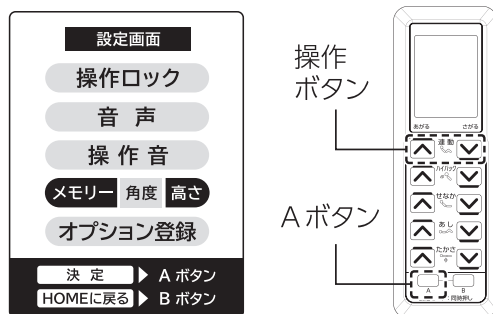 設定画面
操作ロック
音 声
操 作 音
メモリー 角度 高さ
オプション登録
決 定 ▶ A ボタン
HOMEに戻る ▶ B ボタン
操作
ボタン
Aボタン
あがる さがる
連動
ハイバック
せなか
あし
たかさ
A B
:同時押し